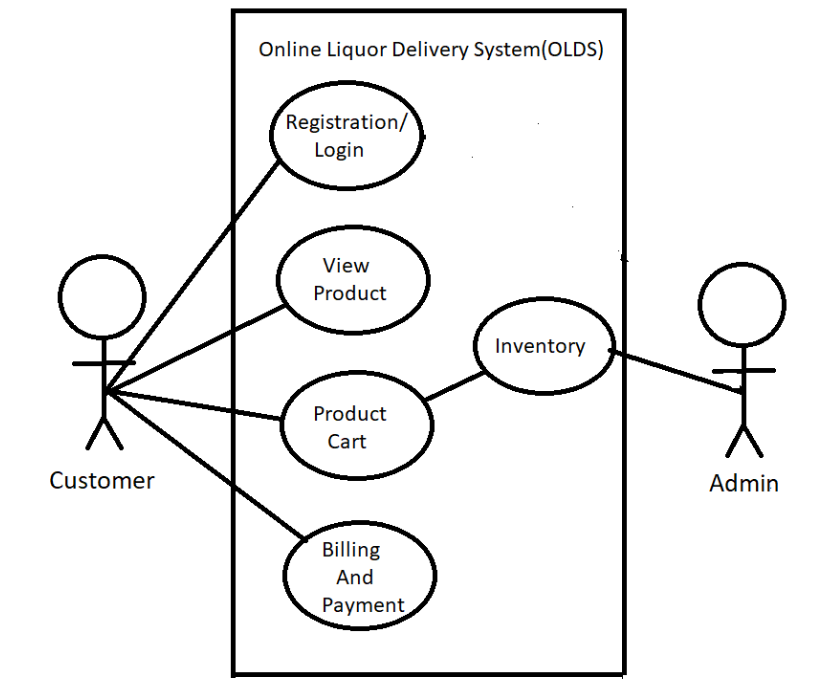 Online Liquor Delivery System(OLDS)
Registration/
Login
View
Product
Inventory
Product
Cart
Customer
Admin
Billing
And
Payment